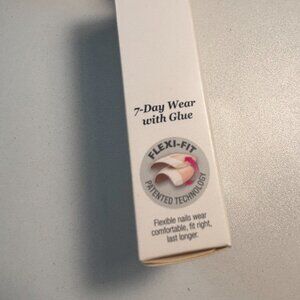 7-Day Wear
with Glue
FLEXI-FIT
PATENTED TECHNOLOGY
Flexible nails wear
comfortable, fit right,
last longer.